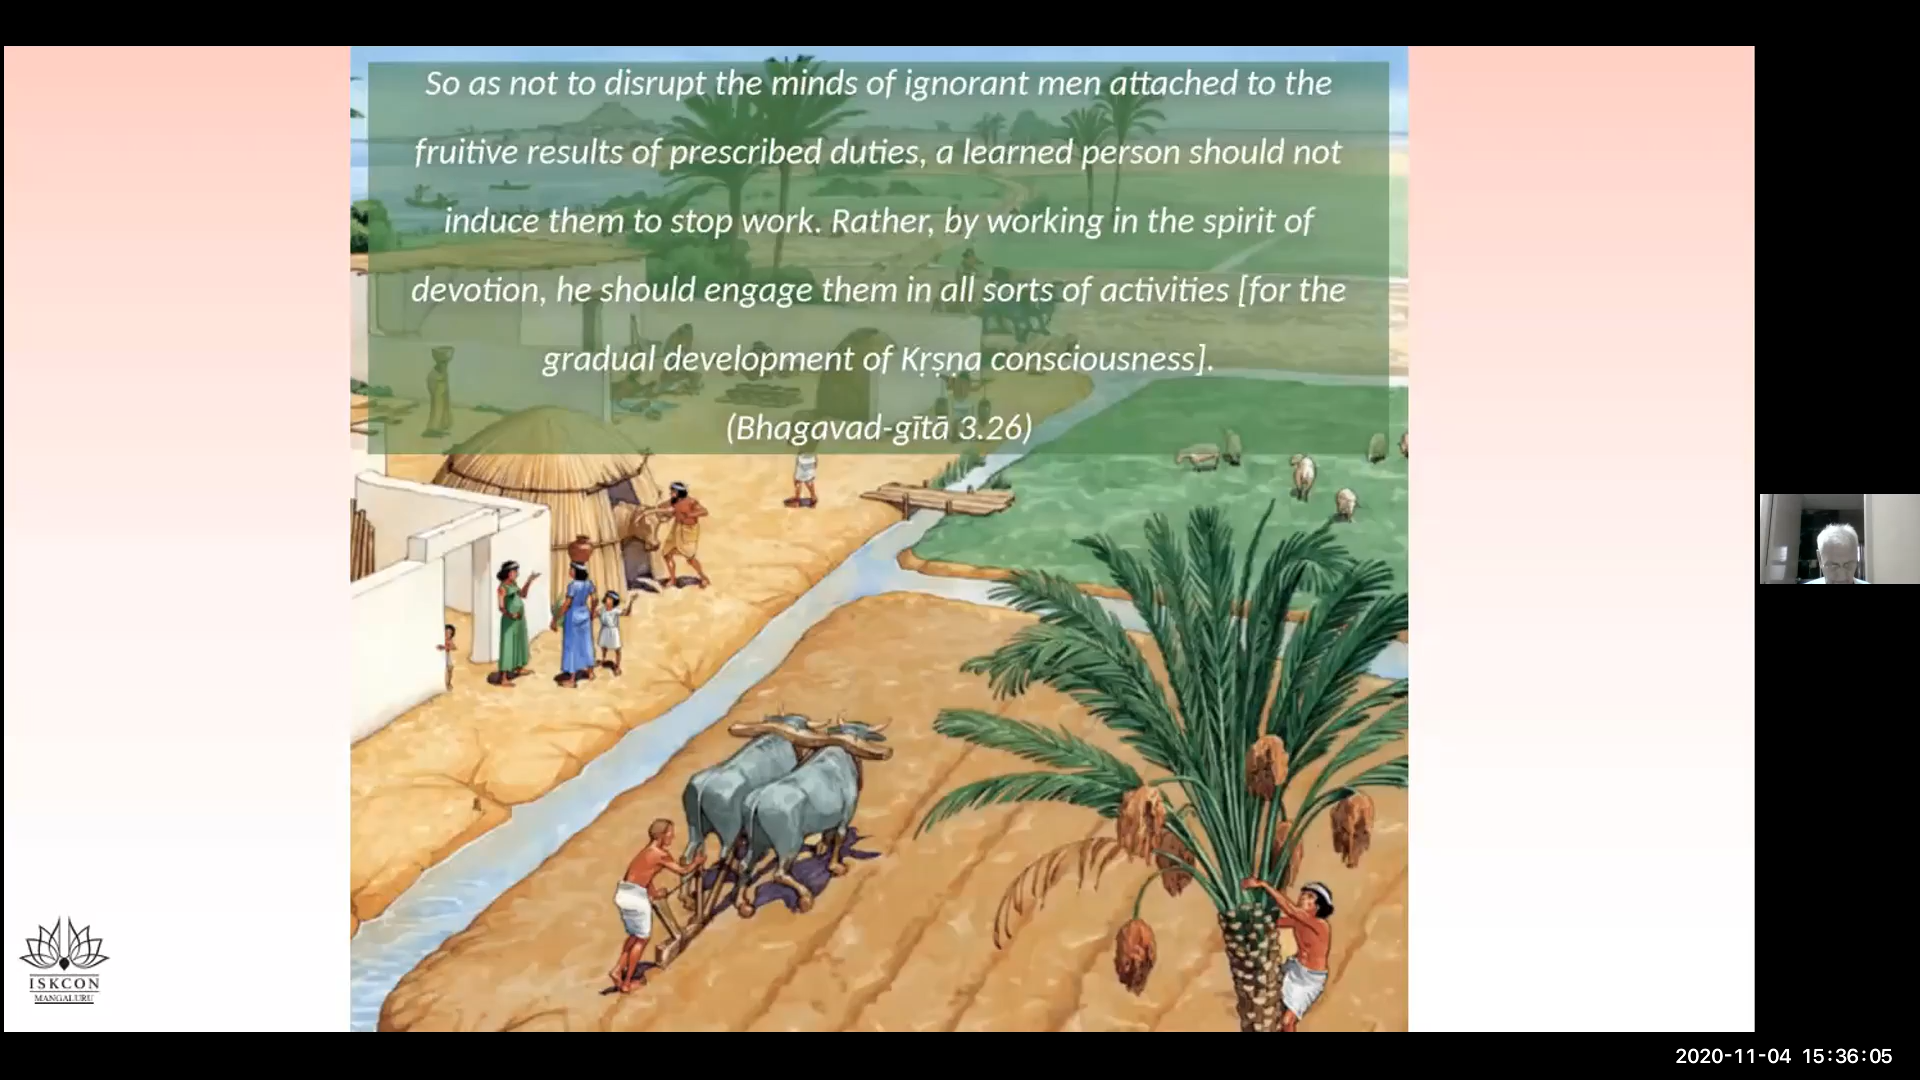 So as not to disrupt the minds of ignorant men attached to the
fruitive results of prescribed duties, a learned person should not
induce them to stop work. Rather, by working in the spirit of
devotion, he should engage them in all sorts of activities [for the
gradual development of Kṛṣṇa consciousness].
(Bhagavad-gītā 3.26)
ISKCON
MANGALURU
2020-11-04 15:36:05